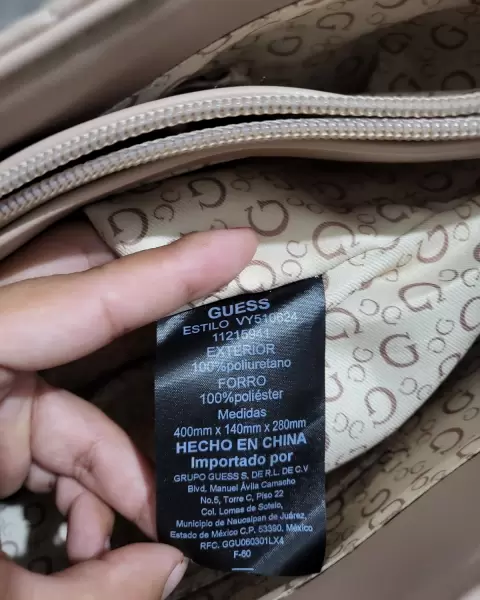 GUESS
ESTILO VY510624
11215941
EXTERIOR
100%poliuretano
FORRO
100%poliéster
Medidas
400mm x 140mm x 280mm
HECHO EN CHINA
Importado por
GRUPO GUESS S, DE R.L. DE C.V
Blvd. Manuel Ávila Camacho
No.5, Torre C, Piso 22
Col. Lomas de Sotelo,
Municipio de Naucalpan de Juárez,
Estado de México C.P. 53390. México
RFC. GGU060301LX4
F-60